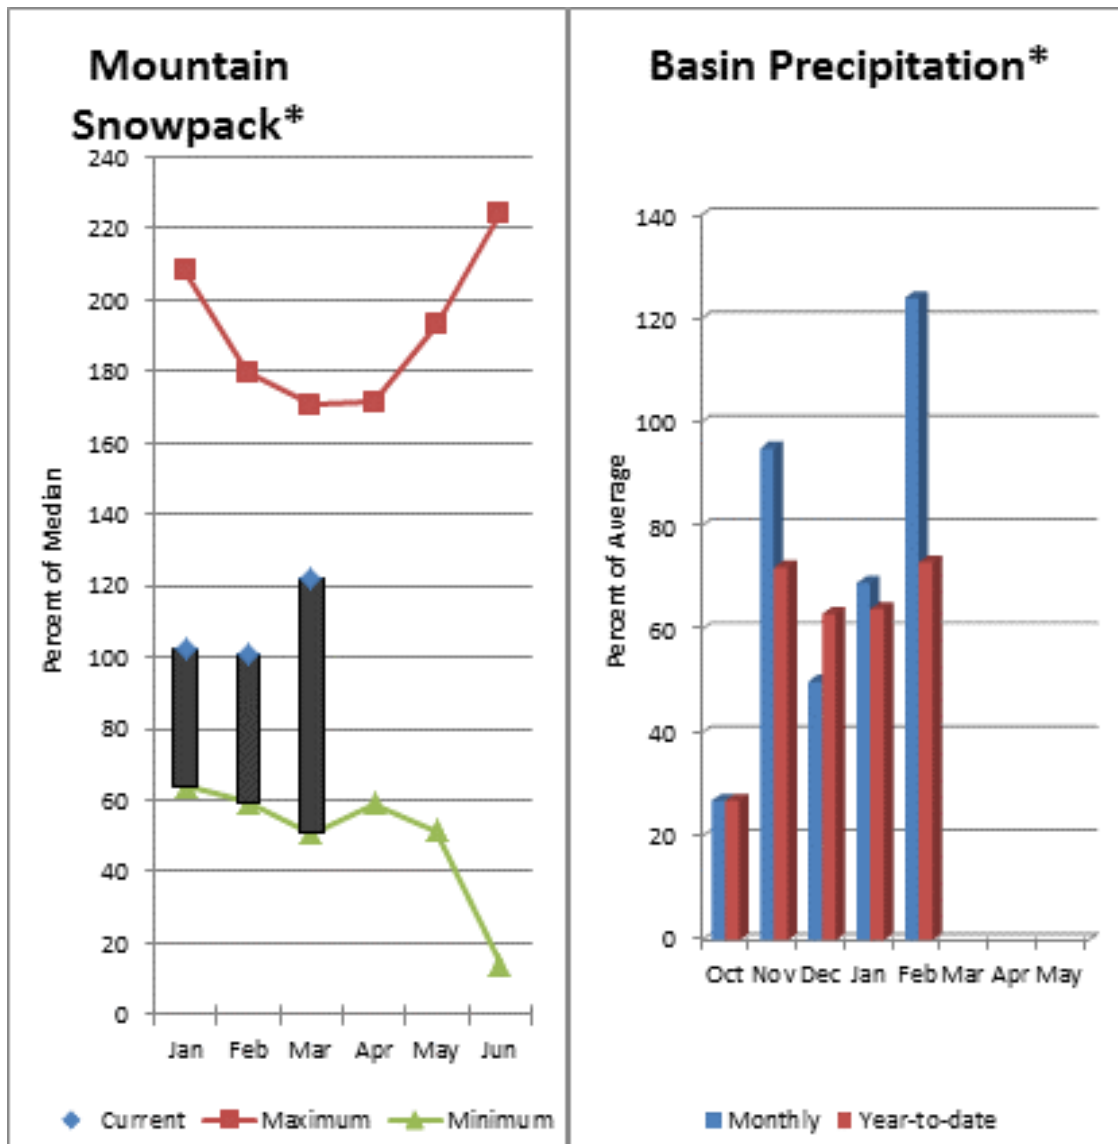 Mountain
Snowpack*
240
220
200
180
160
140
120
100
80
60
40
20
0
Percent of Median
Jan Feb Mar Apr May Jun
Current Maximum Minimum
Basin Precipitation*
140
120
100
80
60
40
20
0
Percent of Average
Oct Nov Dec Jan Feb Mar Apr May
Monthly Year-to-date